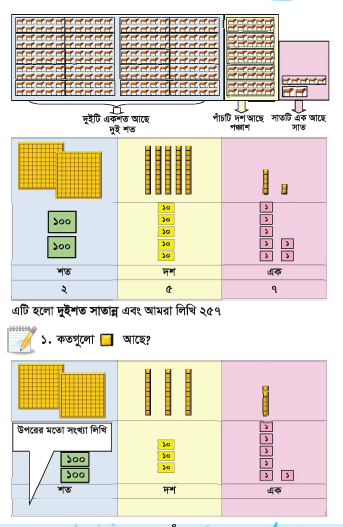 দুইটি একশত আছে পাঁচটি দশ আছে সাতটি এক আছে
দুই শত পঞ্চাশ সাত
১০০ ১০ ১
১০০ ১০ ১
১০ ১
১০ ১ ১
১০ ১ ১
শত দশ এক
২ ৫ ৭
এটি হলো দুইশত সাতান্ন এবং আমরা লিখি ২৫৭
১. কতগুলো আছে?
উপরের মতো সংখ্যা লিখি
১
১০ ১
১০০ ১০ ১
১০০ ১০ ১
১ ১
শত দশ এক